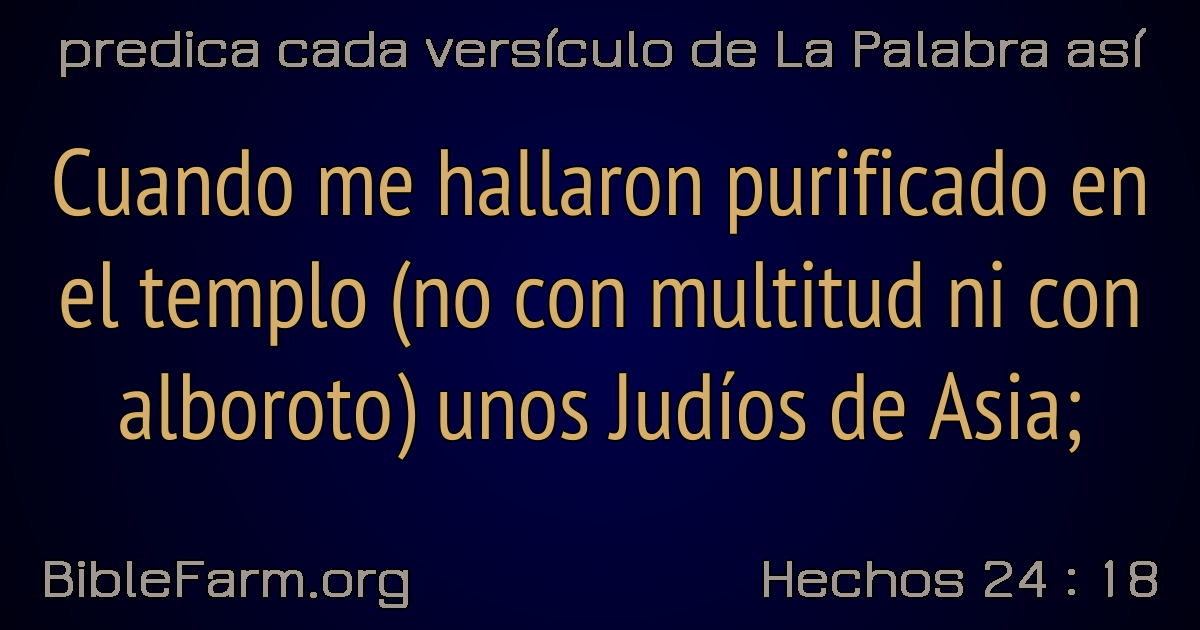 predica cada versículo de La Palabra así
Cuando me hallaron purificado en
el templo (no con multitud ni con
alboroto) unos Judíos de Asia;
BibleFarm.org
Hechos 24 : 18